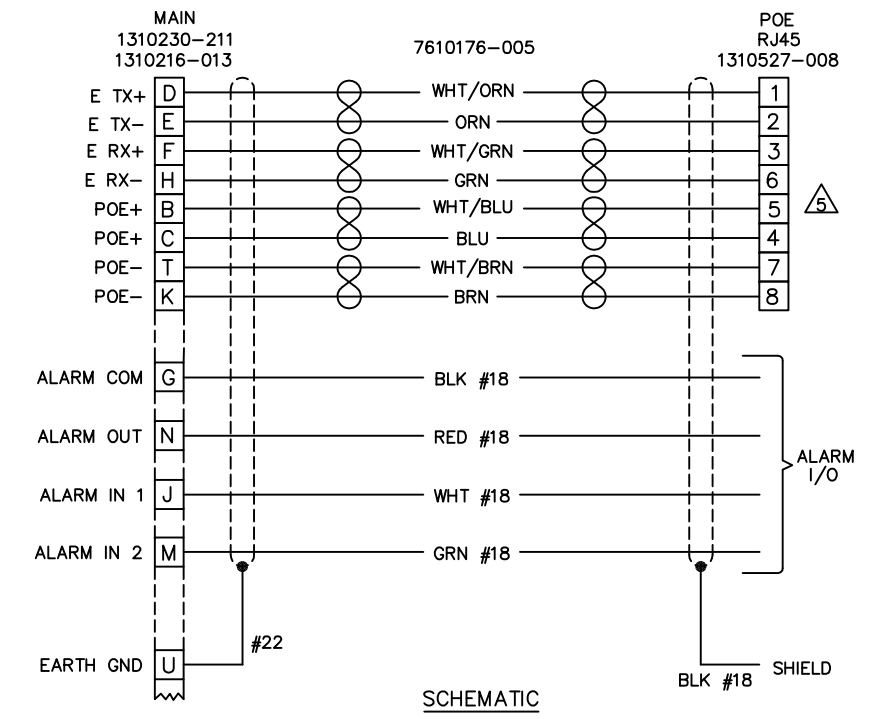 MAIN
1310230-211
1310216-013
7610176-005
POE
RJ45
1310527-008
E TX+ D WHT/ORN 1
E TX- E ORN 2
E RX+ F WHT/GRN 3
E RX- H GRN 6
POE+ B WHT/BLU 5
5
POE+ C BLU 4
POE- T WHT/BRN 7
POE- K BRN 8
ALARM COM G BLK #18
ALARM OUT N RED #18
ALARM I/O
ALARM IN 1 J WHT #18
ALARM IN 2 M GRN #18
#22
EARTH GND U
BLK #18
SHIELD
SCHEMATIC